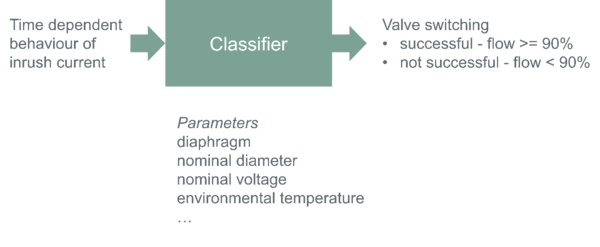 Time dependent
behaviour of
inrush current
Classifier
Valve switching
• successful - flow >= 90%
• not successful - flow < 90%
Parameters
diaphragm
nominal diameter
nominal voltage
environmental temperature
…